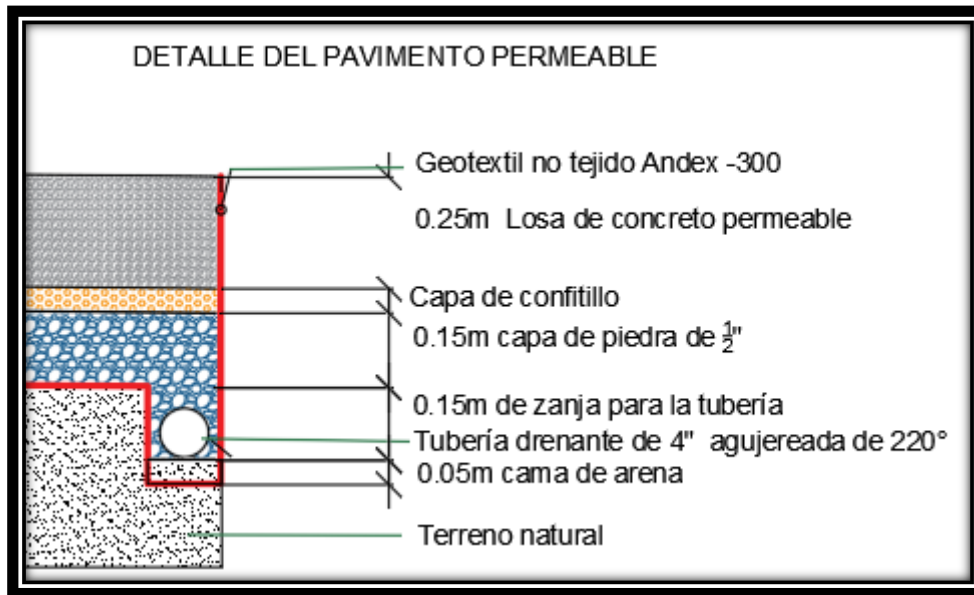 DETALLE DEL PAVIMENTO PERMEABLE
Geotextil no tejido Andex -300
0.25m Losa de concreto permeable
Capa de confitillo
0.15m capa de piedra de ½"
0.15m de zanja para la tubería
Tubería drenante de 4" agujereada de 220°
0.05m cama de arena
Terreno natural